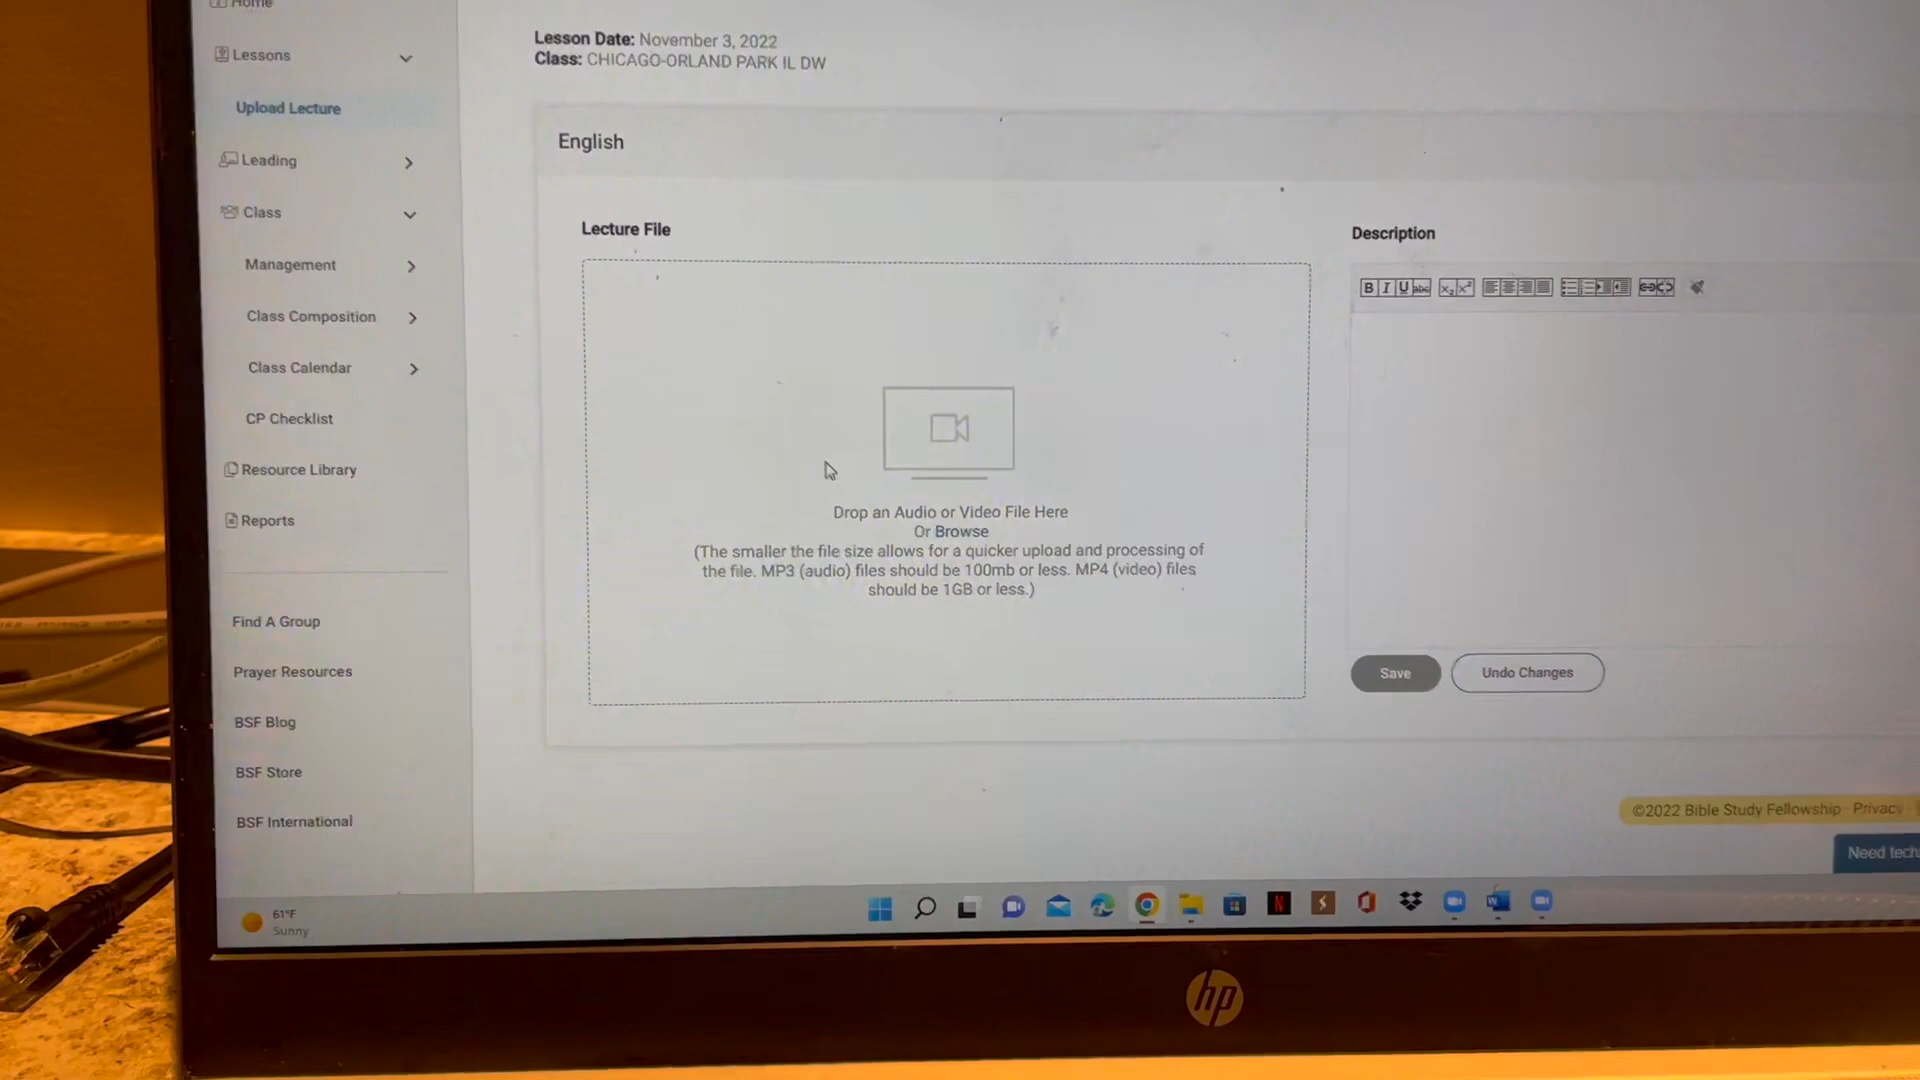 Home
Lessons
Upload Lecture
Leading
Class
Management
Class Composition
Class Calendar
CP Checklist
Resource Library
Reports
Find A Group
Prayer Resources
BSF Blog
BSF Store
BSF International
Lesson Date: November 3, 2022
Class: CHICAGO-ORLAND PARK IL DW
English
Lecture File
Drop an Audio or Video File Here
Or Browse
(The smaller the file size allows for a quicker upload and processing of
the file. MP3 (audio) files should be 100mb or less. MP4 (video) files
should be 1GB or less.)
Description
B I U abc x₂ x²
Save
Undo Changes
©2022 Bible Study Fellowship · Privacy
Need tech
61°F
Sunny
N
W
hp